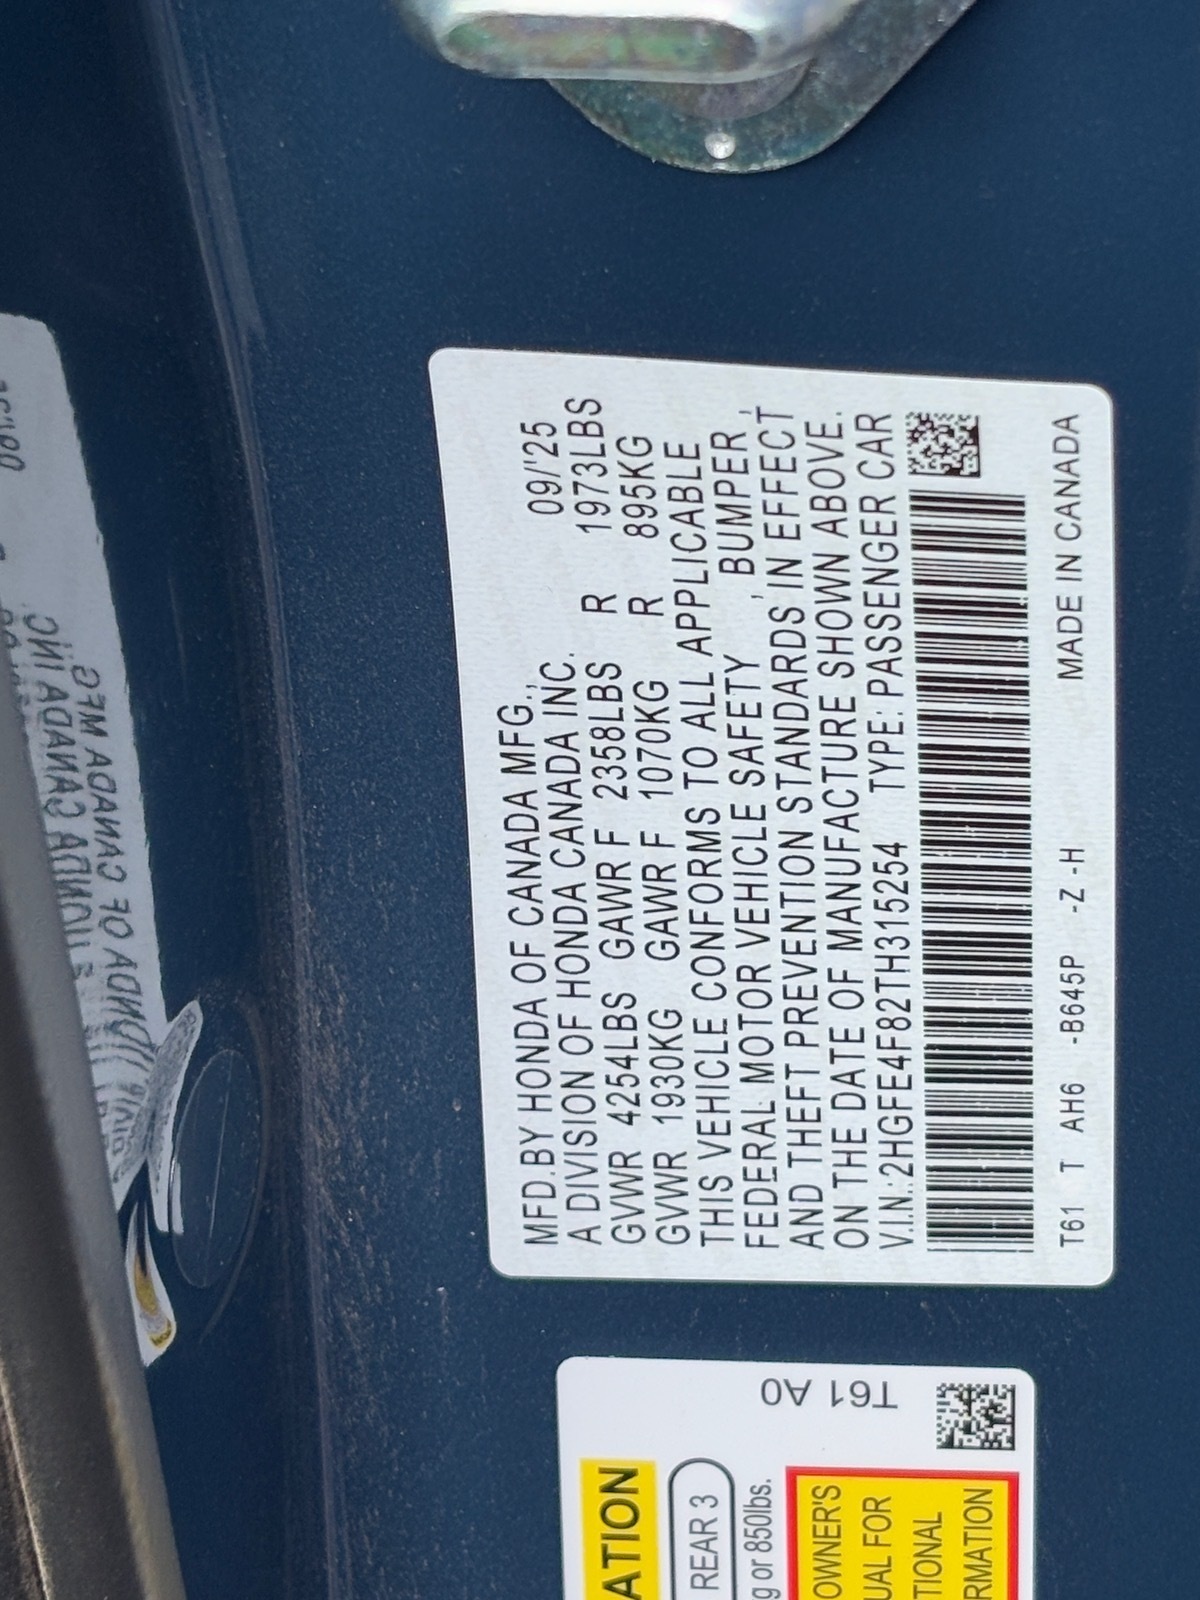 MFD.BY HONDA OF CANADA MFG.,
A DIVISION OF HONDA CANADA INC. 09/'25
GVWR 4254LBS GAWR F 2358LBS R 1973LBS
GVWR 1930KG GAWR F 1070KG R 895KG
THIS VEHICLE CONFORMS TO ALL APPLICABLE
FEDERAL MOTOR VEHICLE SAFETY , BUMPER ,
AND THEFT PREVENTION STANDARDS IN EFFECT
ON THE DATE OF MANUFACTURE SHOWN ABOVE.
V.I.N.:2HGFE4F82TH315254 TYPE: PASSENGER CAR
T61 T AH6 -B645P -Z -H MADE IN CANADA
ATION
REAR 3
g or 850lbs.
OWNER'S
UAL FOR
TIONAL
RMATION
T61 A0